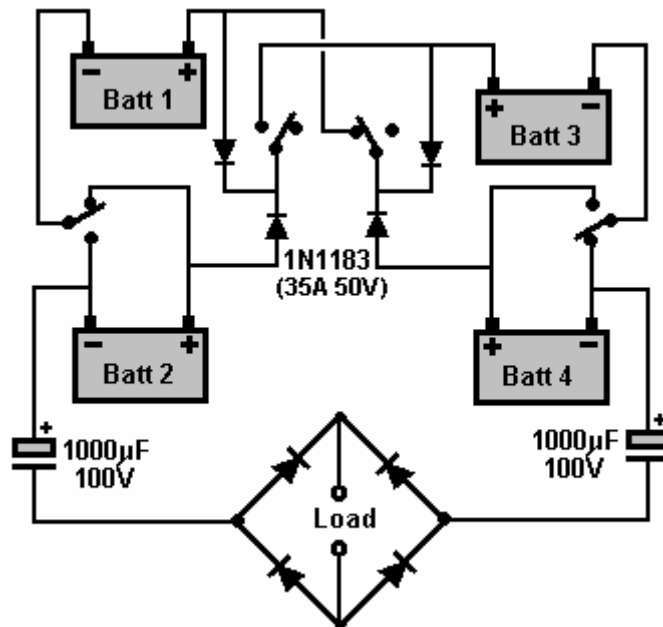 - +
Batt 1
+ -
Batt 3
1N1183
(35A 50V)
- +
Batt 2
+ -
Batt 4
+
1000µF
100V
+
1000µF
100V
Load